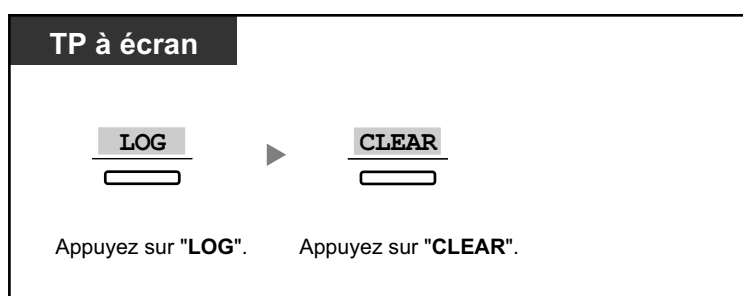 TP à écran
LOG CLEAR
Appuyez sur "LOG". Appuyez sur "CLEAR".